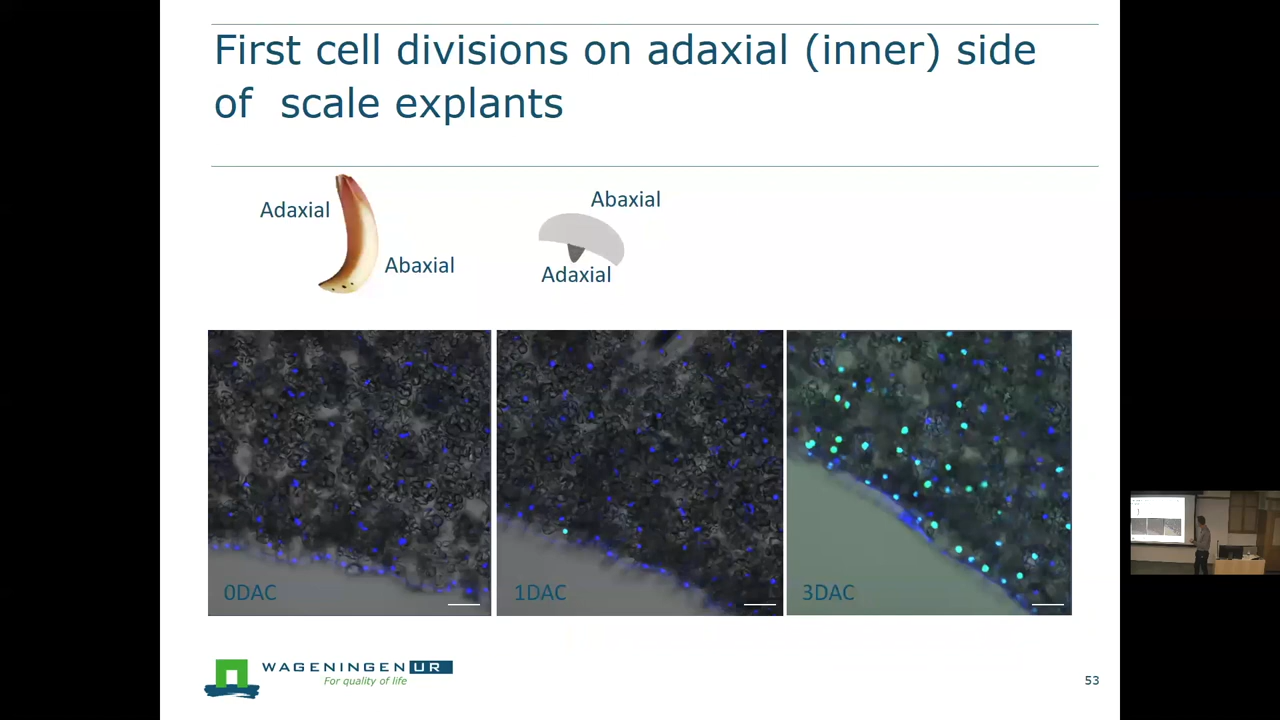 First cell divisions on adaxial (inner) side
of scale explants
Adaxial
Abaxial
Abaxial
Adaxial
0DAC
1DAC
3DAC
WAGENINGEN UR
For quality of life
53